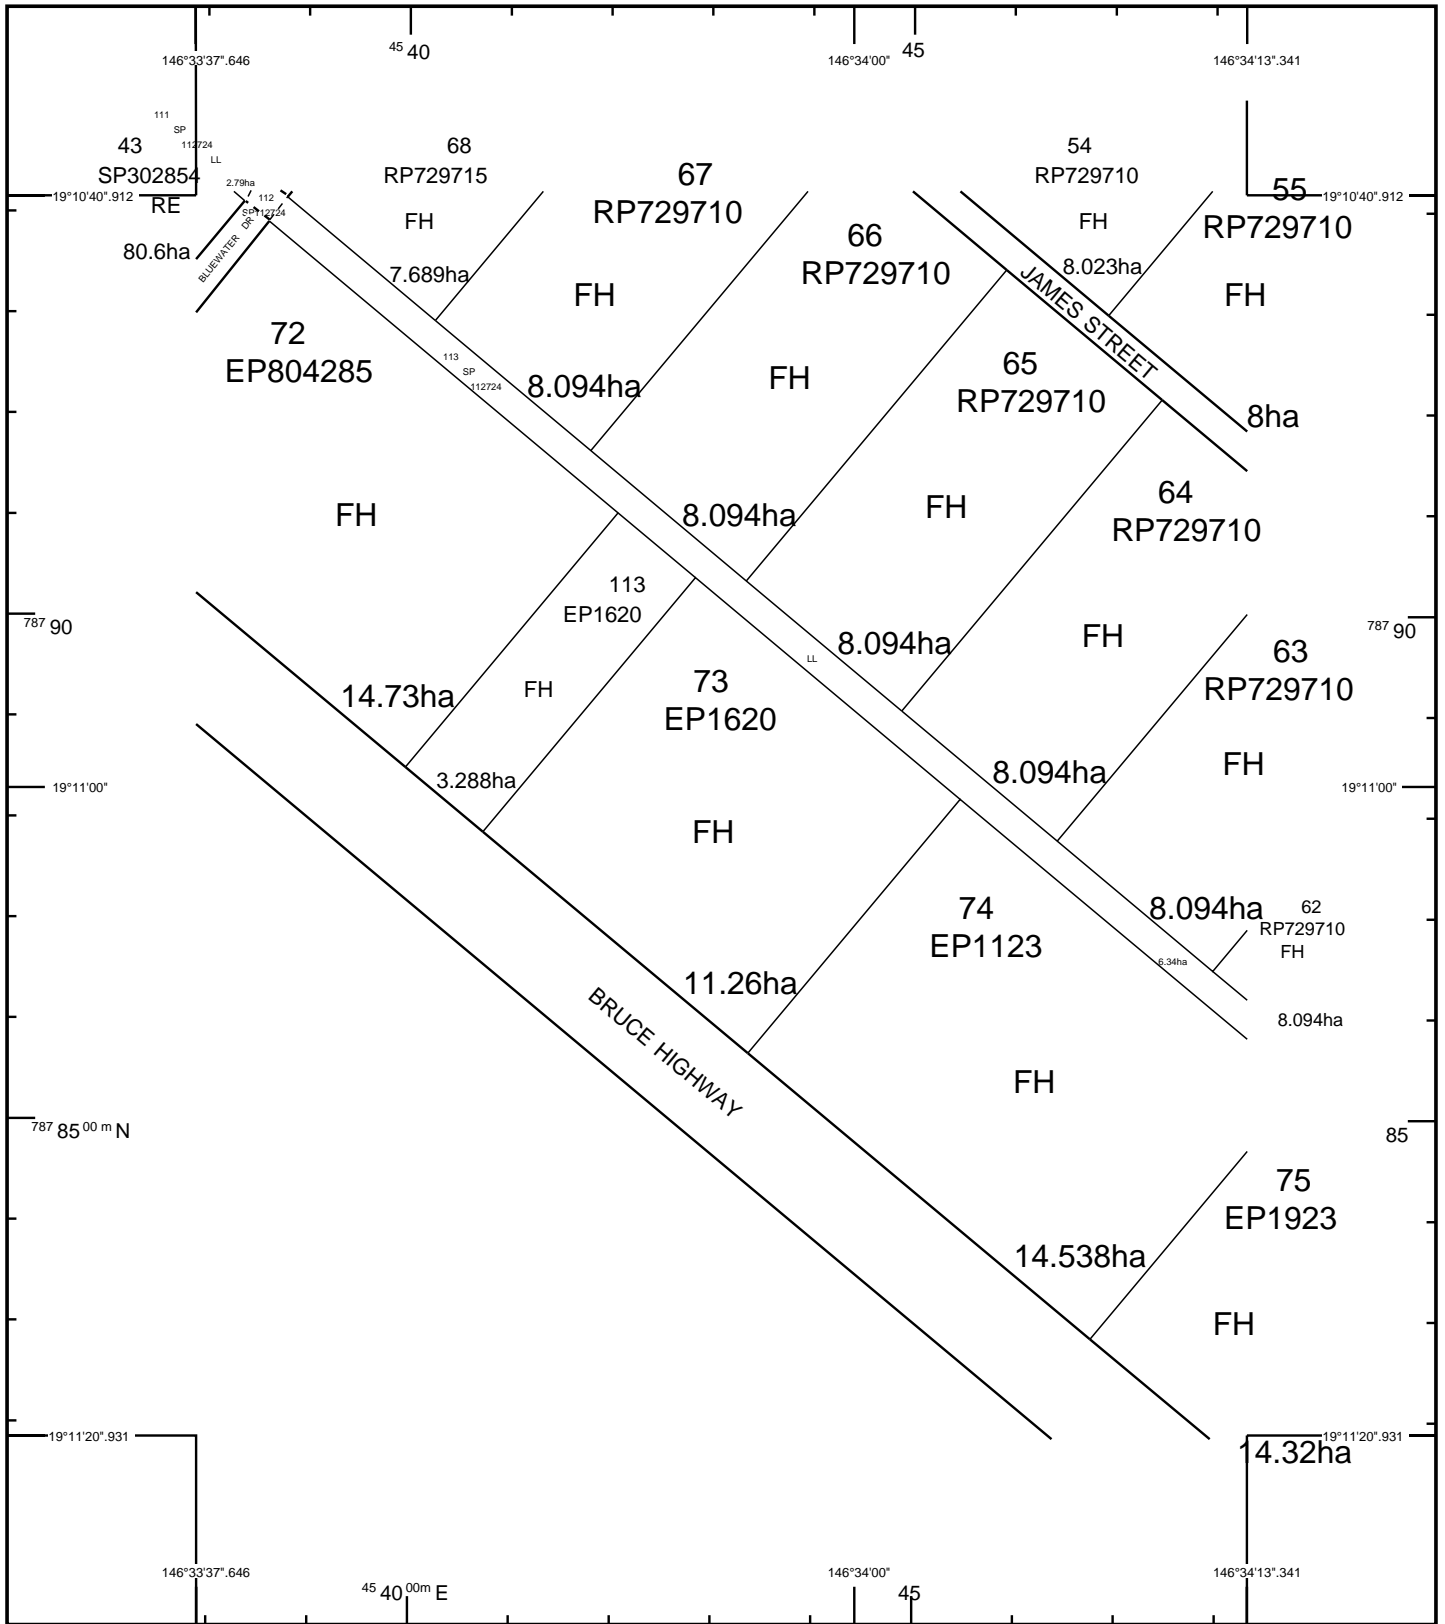 45 40
45
146°33'37".646
146°34'00"
146°34'13".341
111
SP
112724
LL
43
SP302854
RE
80.6ha
19°10'40".912
19°10'40".912
2.79ha
112
SP112724
BLUEWATER DR
68
RP729715
FH
7.689ha
67
RP729710
FH
8.094ha
66
RP729710
FH
8.094ha
54
RP729710
FH
8.023ha
55
RP729710
FH
8ha
JAMES STREET
72
EP804285
FH
14.73ha
113
SP
112724
LL
6.34ha
65
RP729710
FH
8.094ha
64
RP729710
FH
8.094ha
787 90
787 90
113
EP1620
FH
3.288ha
73
EP1620
FH
11.26ha
63
RP729710
FH
8.094ha
19°11'00"
19°11'00"
62
RP729710
FH
8.094ha
74
EP1123
FH
14.538ha
BRUCE HIGHWAY
787 85 00 m N
85
75
EP1923
FH
14.32ha
19°11'20".931
19°11'20".931
146°33'37".646
146°34'00"
146°34'13".341
45 40 00m E
45